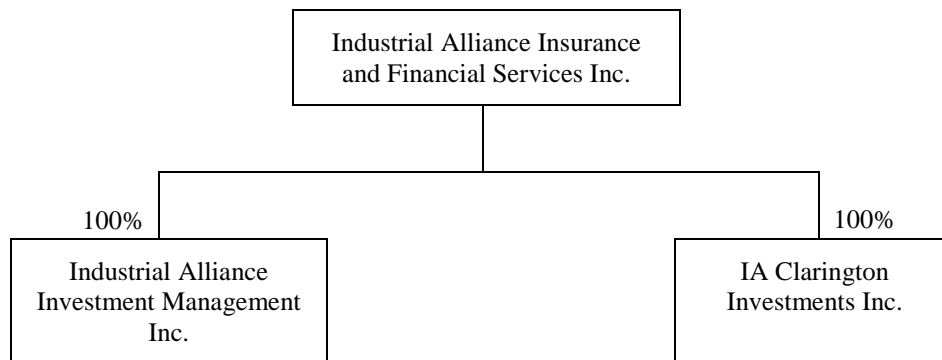 Industrial Alliance Insurance
and Financial Services Inc.
100%
100%
Industrial Alliance
Investment Management
Inc.
IA Clarington
Investments Inc.